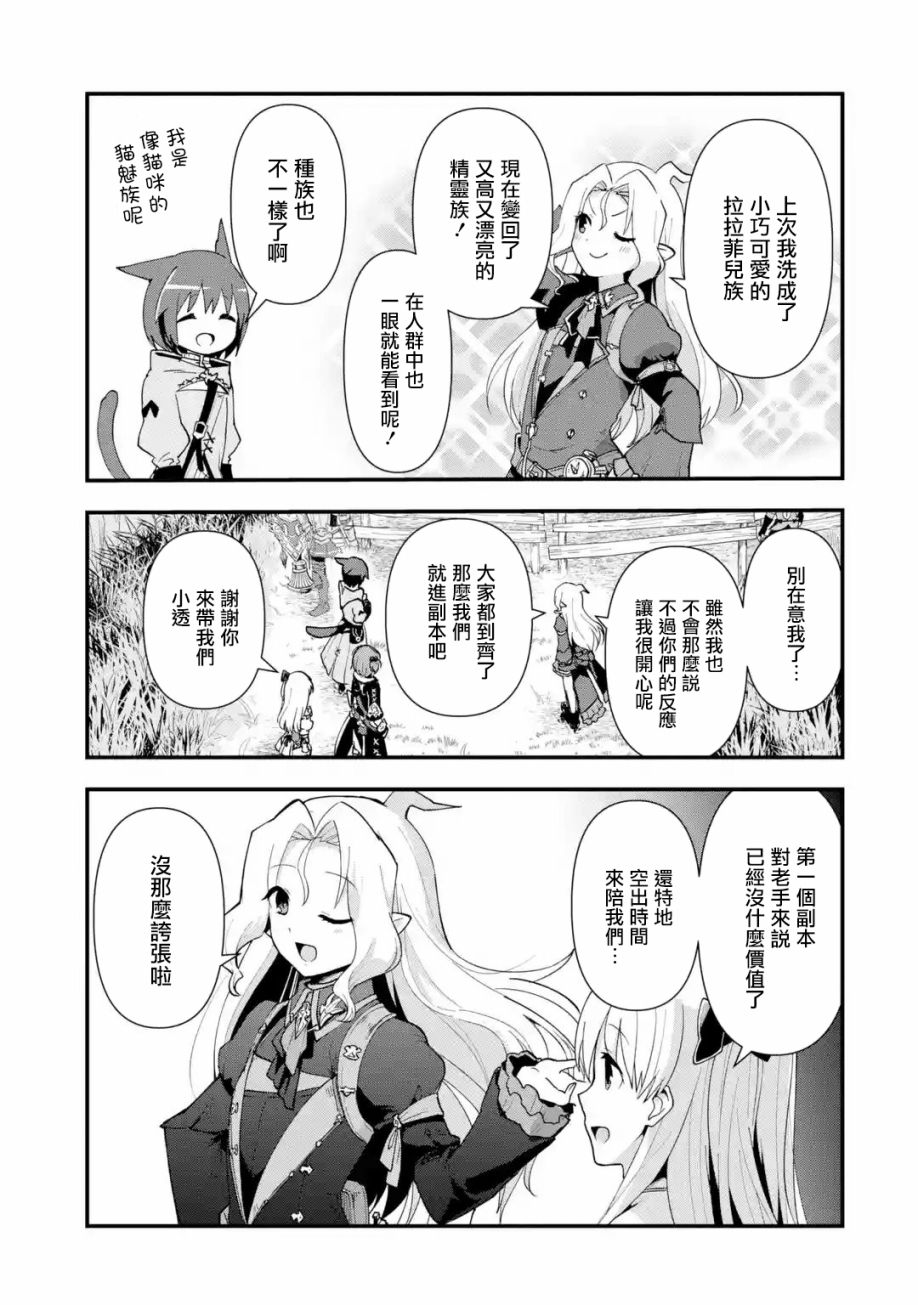 上次我洗成了
小巧可愛的
拉拉菲兒族
現在變回了
又高又漂亮的
精靈族！
在人群中也
一眼就能看到呢！
種族也
不一樣了啊
我是
像貓咪的
貓魅族呢
別在意我了…
雖然我也
不會那麼說
不過你們的反應
讓我很開心呢
大家都到齊了
那麼我們
就進副本吧
謝謝你
來帶我們
小透
第一個副本
對老手來説
已經沒什麼價值了
還特地
空出時間
來陪我們…
沒那麼誇張啦